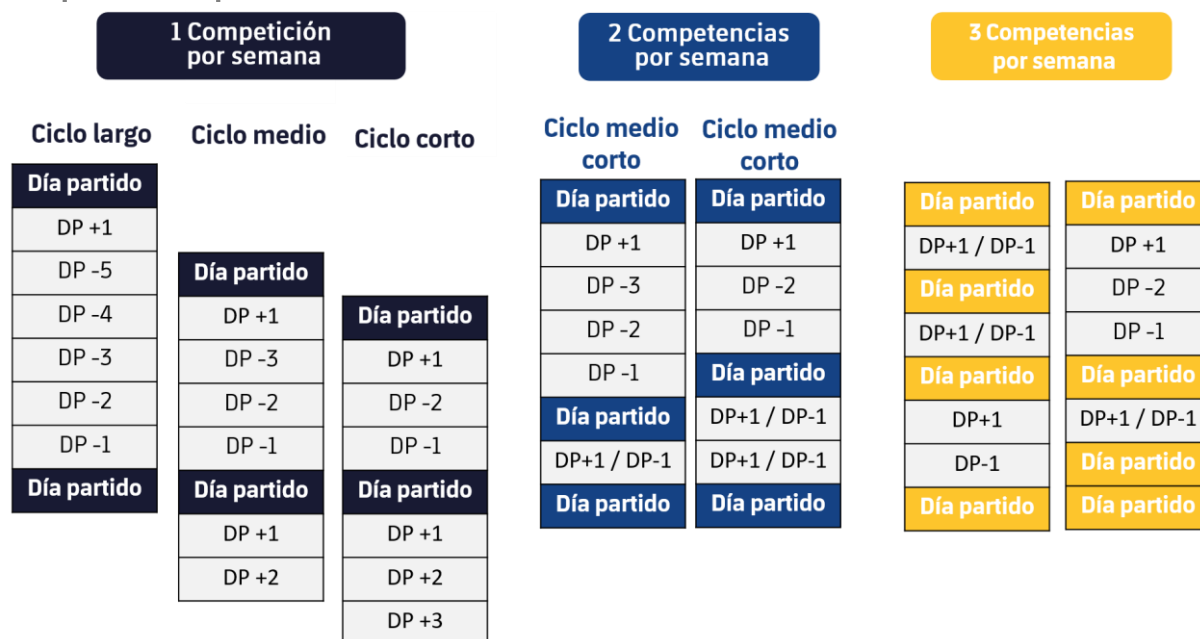 1 Competición
por semana
2 Competencias
por semana
3 Competencias
por semana
Ciclo largo
Día partido
DP +1
DP -5
DP -4
DP -3
DP -2
DP -1
Día partido
Ciclo medio
Día partido
DP +1
DP -3
DP -2
DP -1
Día partido
DP +1
DP +2
Ciclo corto
Día partido
DP +1
DP -2
DP -1
Día partido
DP +1
DP +2
DP +3
Ciclo medio
corto
Día partido
DP +1
DP -3
DP -2
DP -1
Día partido
DP+1 / DP-1
Día partido
Ciclo medio
corto
Día partido
DP +1
DP -2
DP -1
Día partido
DP+1 / DP-1
DP+1 / DP-1
Día partido
Día partido
DP+1 / DP-1
Día partido
DP+1 / DP-1
Día partido
DP+1
DP-1
Día partido
Día partido
DP +1
DP -2
DP -1
Día partido
DP+1 / DP-1
Día partido
Día partido